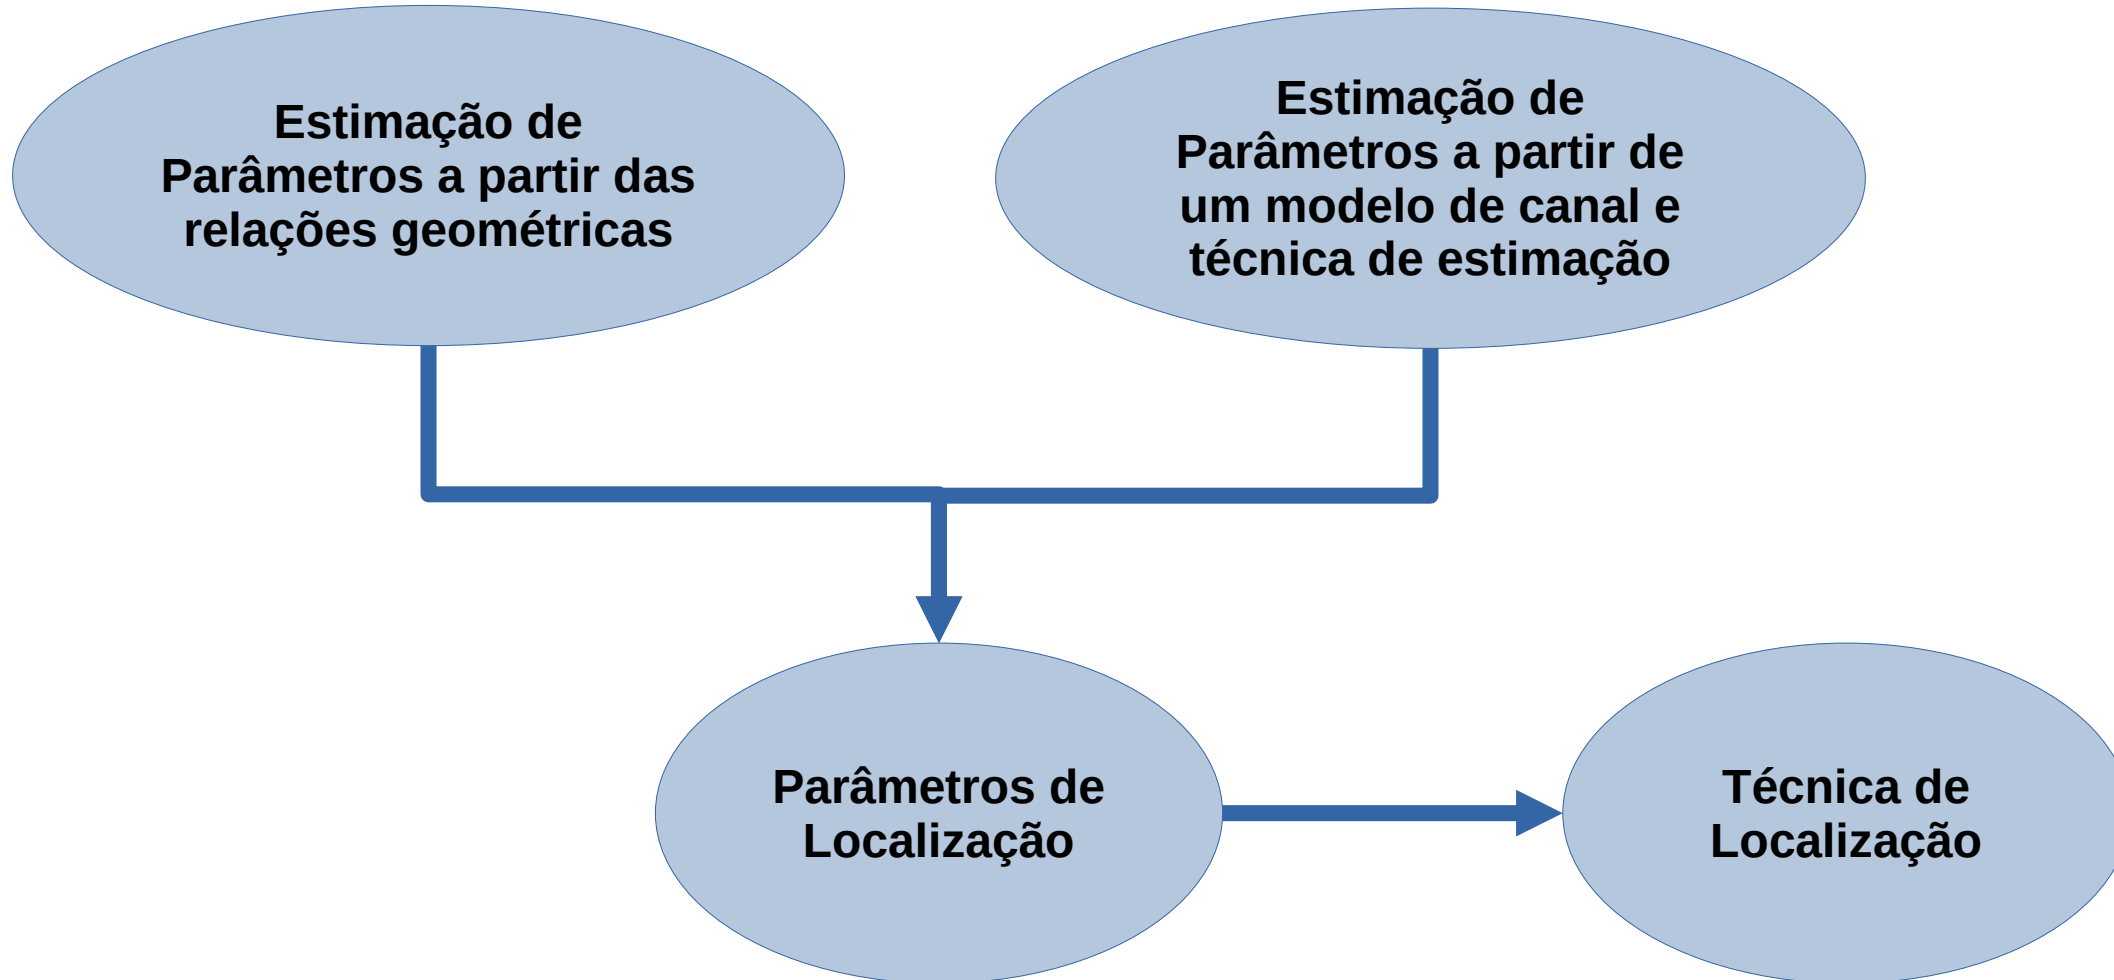 Estimação de
Parâmetros a partir das
relações geométricas
Estimação de
Parâmetros a partir de
um modelo de canal e
técnica de estimação
Parâmetros de
Localização
Técnica de
Localização